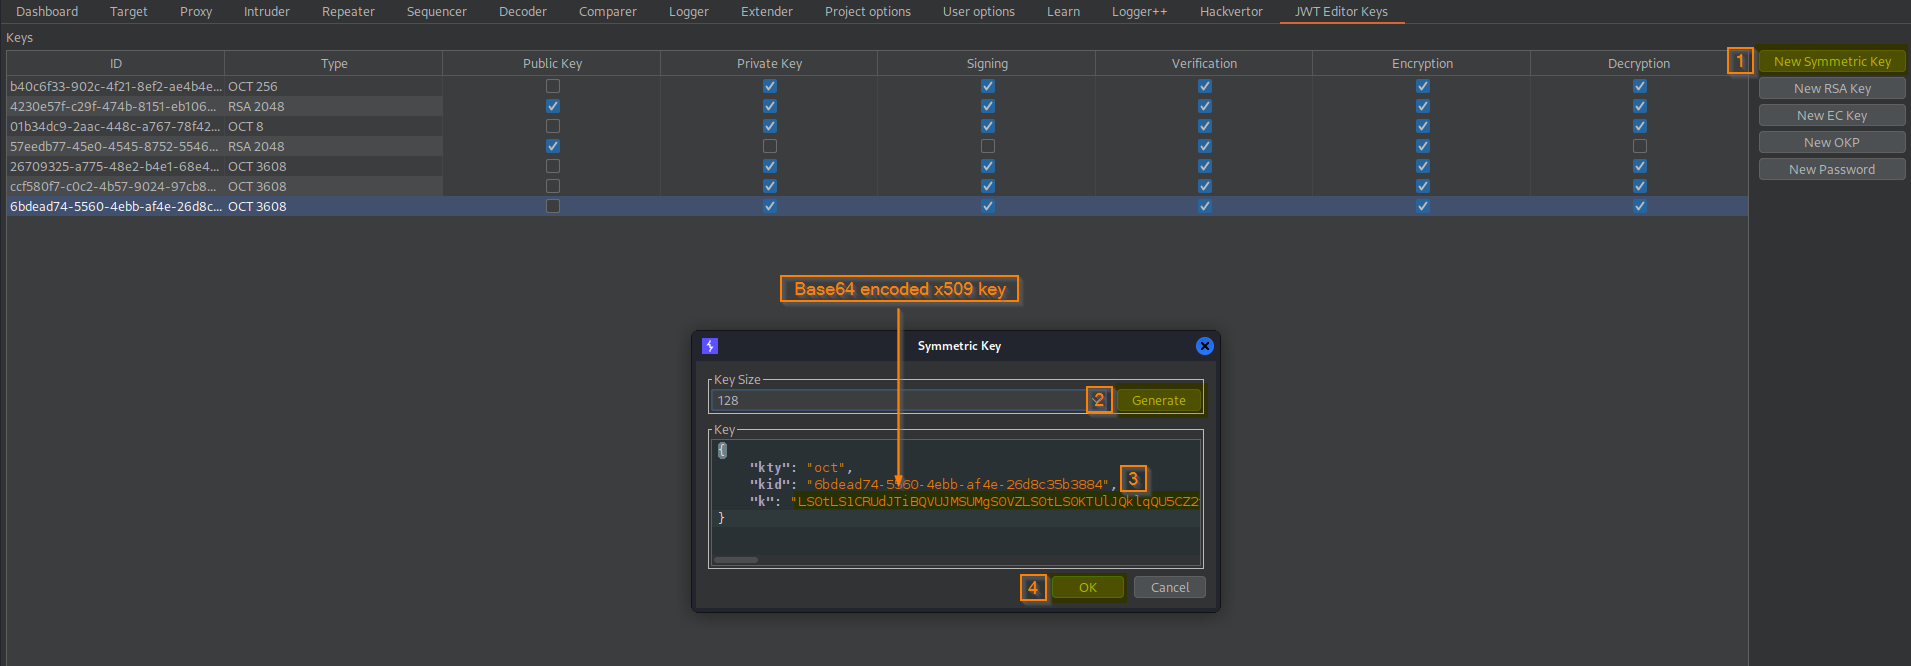 Dashboard Target Proxy Intruder Repeater Sequencer Decoder Comparer Logger Extender Project options User options Learn Logger++ Hackvertor JWT Editor Keys
Keys
ID Type Public Key Private Key Signing Verification Encryption Decryption
1 New Symmetric Key
b40c6f33-902c-4f21-8ef2-ae4b4e... OCT 256
New RSA Key
4230e57f-c29f-474b-8151-eb106... RSA 2048
New EC Key
01b34dc9-2aac-448c-a767-78f42... OCT 8
New OKP
57eedb77-45e0-4545-8752-5546... RSA 2048
New Password
26709325-a775-48e2-b4e1-68e4... OCT 3608
ccf580f7-c0c2-4b57-9024-97cb8... OCT 3608
6bdead74-5560-4ebb-af4e-26d8c... OCT 3608
Base64 encoded x509 key
Symmetric Key
Key Size
128 2 Generate
Key
{
"kty": "oct",
"kid": "6bdead74-5560-4ebb-af4e-26d8c35b3884", 3
"k": "LS0tLS1CRUdJTiBQVUJMSUMgS0VZLS0tLS0KTUlJQklqQU5CZ2
}
4 OK Cancel